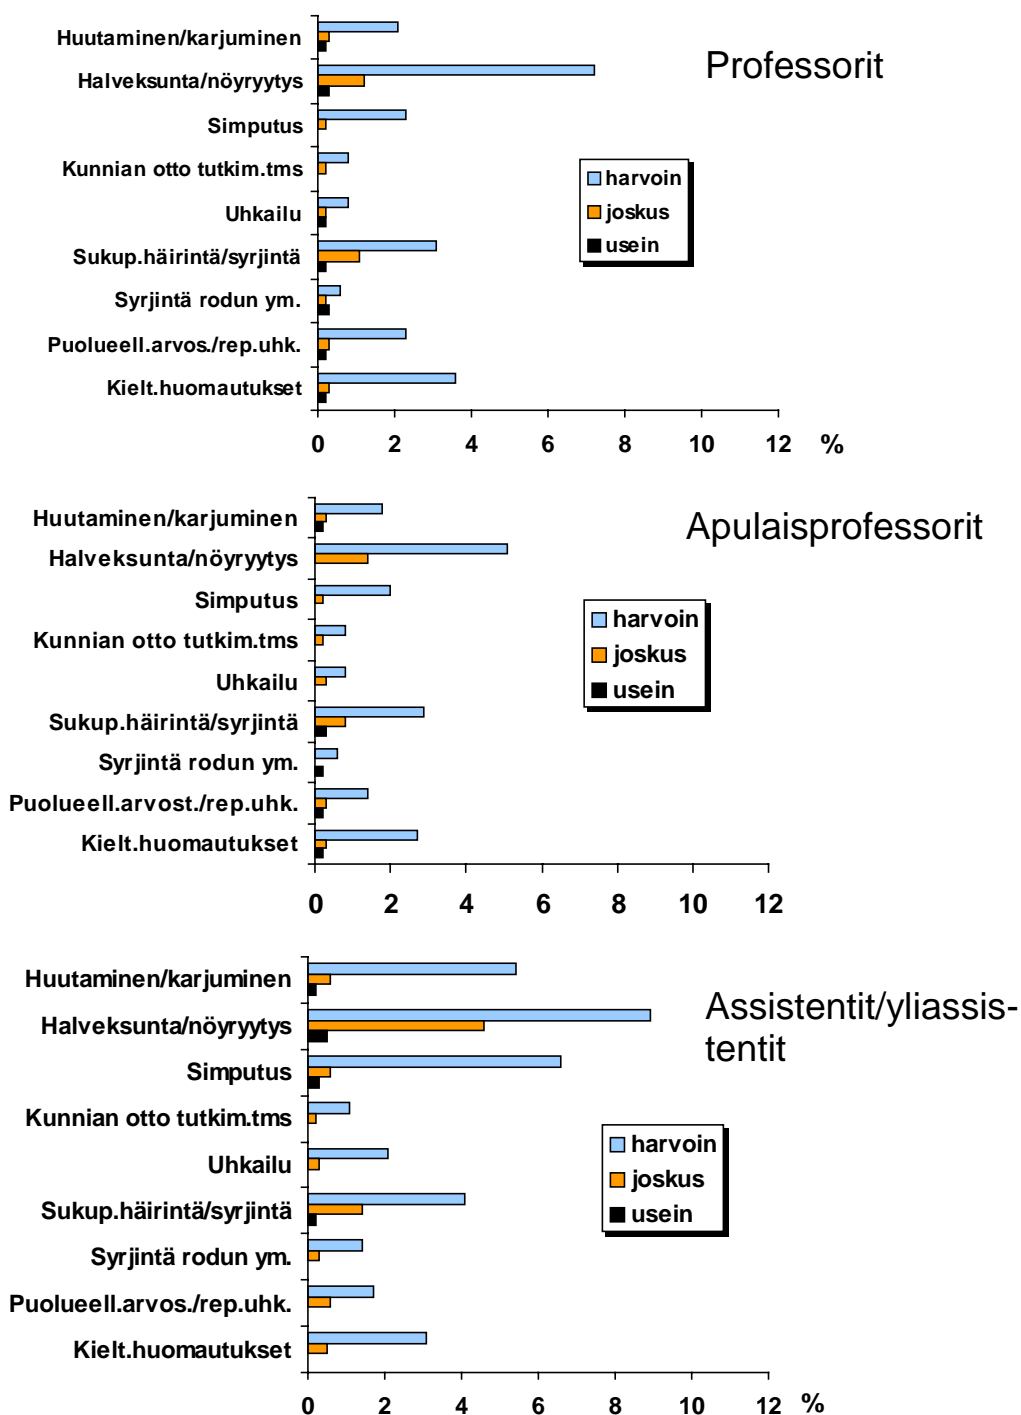 Professorit
Huutaminen/karjuminen
Halveksunta/nöyryytys
Simputus
Kunnian otto tutkim.tms
Uhkailu
Sukup.häirintä/syrjintä
Syrjintä rodun ym.
Puolueell.arvos./rep.uhk.
Kielt.huomautukset
harvoin
joskus
usein
0 2 4 6 8 10 12 %
Apulaisprofessorit
Huutaminen/karjuminen
Halveksunta/nöyryytys
Simputus
Kunnian otto tutkim.tms
Uhkailu
Sukup.häirintä/syrjintä
Syrjintä rodun ym.
Puolueell.arvost./rep.uhk.
Kielt.huomautukset
harvoin
joskus
usein
0 2 4 6 8 10 12
Assistentit/yliassis-
tentit
Huutaminen/karjuminen
Halveksunta/nöyryytys
Simputus
Kunnian otto tutkim.tms
Uhkailu
Sukup.häirintä/syrjintä
Syrjintä rodun ym.
Puolueell.arvos./rep.uhk.
Kielt.huomautukset
harvoin
joskus
usein
0 2 4 6 8 10 12 %